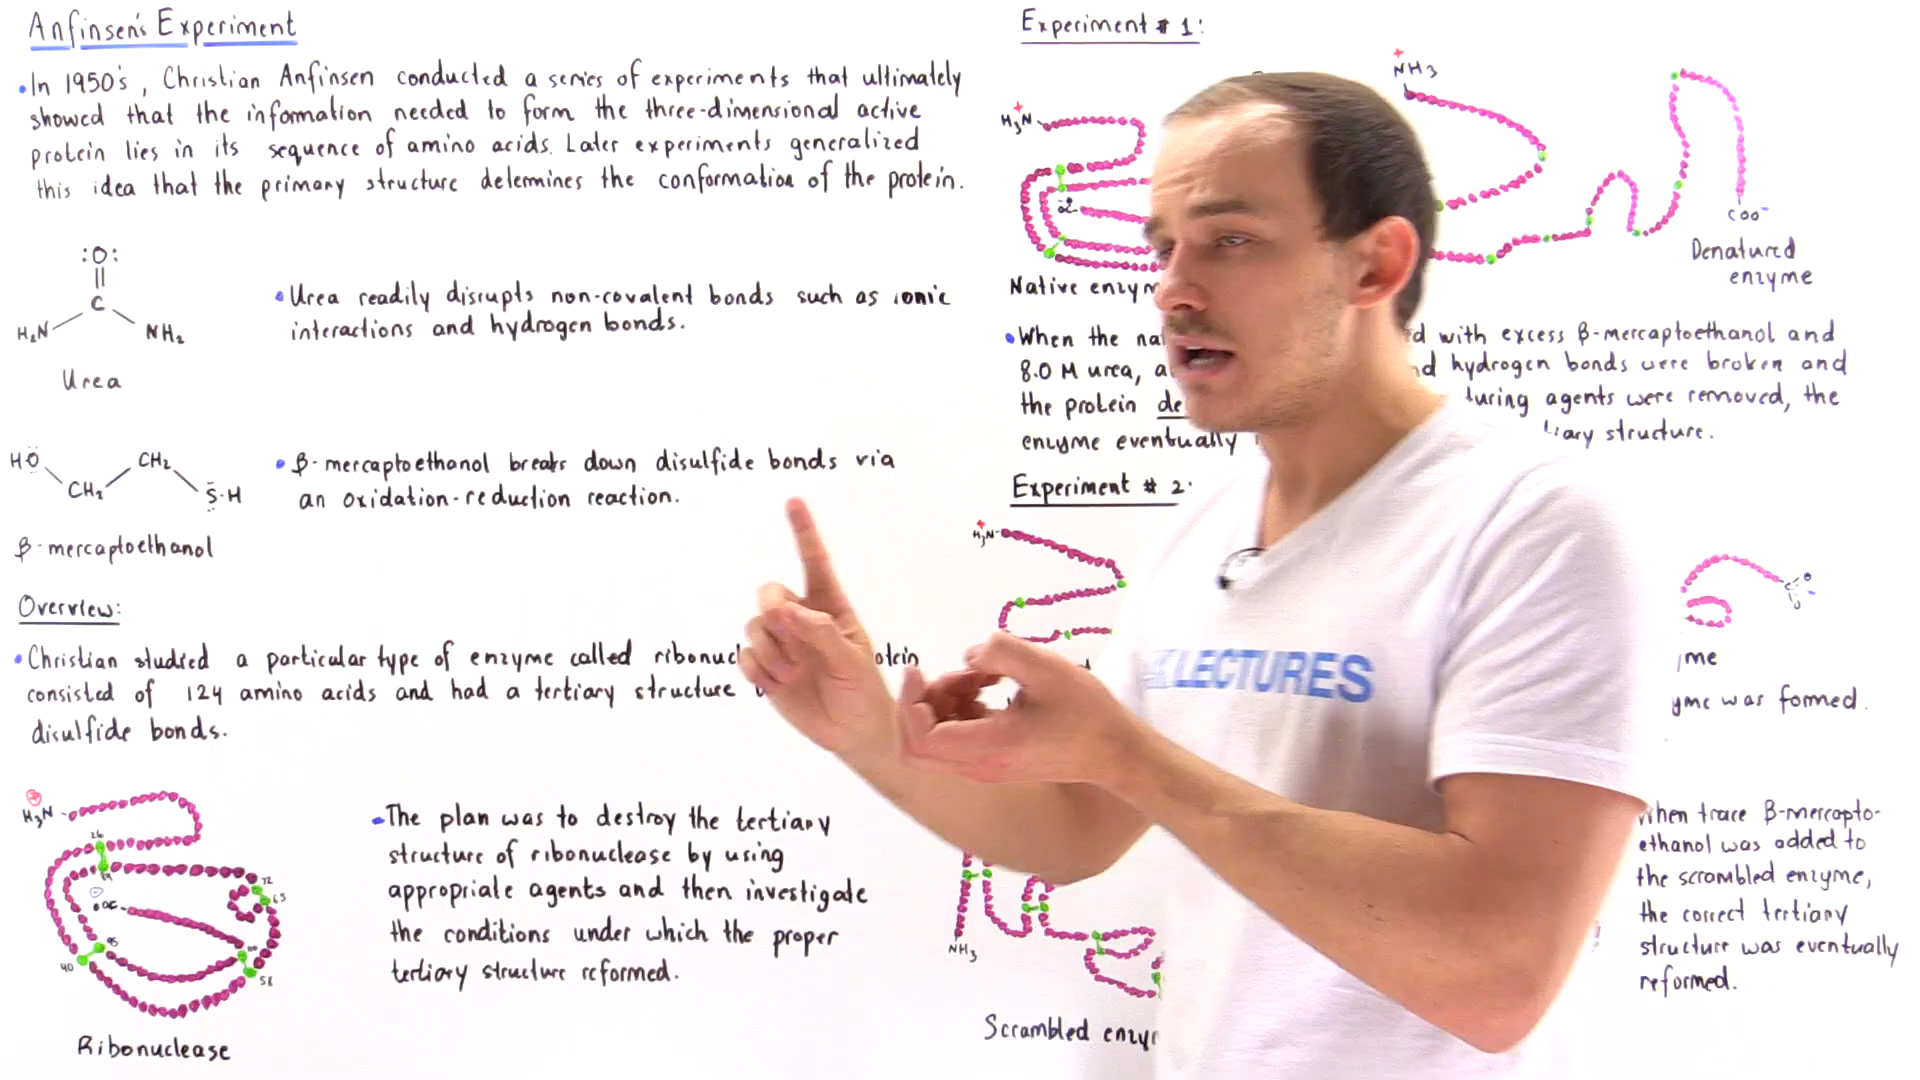 Anfinsen's Experiment
• In 1950's, Christian Anfinsen conducted a series of experiments that ultimately
showed that the information needed to form the three-dimensional active
protein lies in its sequence of amino acids. Later experiments generalized
this idea that the primary structure determines the conformation of the protein.
:O:
C
H₂N
NH₂
Urea
• Urea readily disrupts non-covalent bonds such as ionic
interactions and hydrogen bonds.
HO
CH₂
CH₂
S-H
β-mercaptoethanol
• β-mercaptoethanol breaks down disulfide bonds via
an oxidation-reduction reaction.
Overview:
• Christian studied a particular type of enzyme called
consisted of 124 amino acids and had a tertiary structure
disulfide bonds.
+
H₃N
26
72
65
95
40
58
Ribonuclease
• The plan was to destroy the tertiary
structure of ribonuclease by using
appropriate agents and then investigate
the conditions under which the proper
tertiary structure reformed.
Experiment # 1:
+
H₃N
Native
+
NH3
COO⁻
Denatured
enzyme
• When the with excess β-mercaptoethanol and
8.0 M urea, hydrogen bonds were broken and
the protein agents were removed, the
enzyme eventually structure.
Experiment # 2:
+
H₃N
was formed.
NH3
Scrambled
When trace β-mercapto-
ethanol was added to
the scrambled enzyme,
the correct tertiary
structure was eventually
reformed.
LECTURES